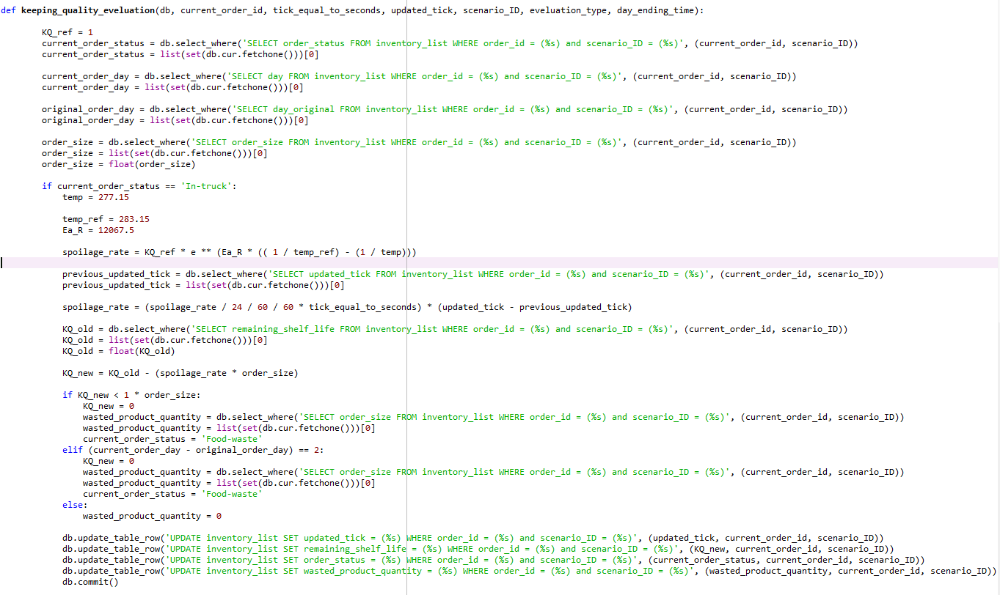 def keeping_quality_eveluation(db, current_order_id, tick_equal_to_seconds, updated_tick, scenario_ID, eveluation_type, day_ending_time):
KQ_ref = 1
current_order_status = db.select_where('SELECT order_status FROM inventory_list WHERE order_id = (%s) and scenario_ID = (%s)', (current_order_id, scenario_ID))
current_order_status = list(set(db.cur.fetchone()))[0]
current_order_day = db.select_where('SELECT day FROM inventory_list WHERE order_id = (%s) and scenario_ID = (%s)', (current_order_id, scenario_ID))
current_order_day = list(set(db.cur.fetchone()))[0]
original_order_day = db.select_where('SELECT day_original FROM inventory_list WHERE order_id = (%s) and scenario_ID = (%s)', (current_order_id, scenario_ID))
original_order_day = list(set(db.cur.fetchone()))[0]
order_size = db.select_where('SELECT order_size FROM inventory_list WHERE order_id = (%s) and scenario_ID = (%s)', (current_order_id, scenario_ID))
order_size = list(set(db.cur.fetchone()))[0]
order_size = float(order_size)
if current_order_status == 'In-truck':
temp = 277.15
temp_ref = 283.15
Ea_R = 12067.5
spoilage_rate = KQ_ref * e ** (Ea_R * (( 1 / temp_ref) - (1 / temp)))
previous_updated_tick = db.select_where('SELECT updated_tick FROM inventory_list WHERE order_id = (%s) and scenario_ID = (%s)', (current_order_id, scenario_ID))
previous_updated_tick = list(set(db.cur.fetchone()))[0]
spoilage_rate = (spoilage_rate / 24 / 60 / 60 * tick_equal_to_seconds) * (updated_tick - previous_updated_tick)
KQ_old = db.select_where('SELECT remaining_shelf_life FROM inventory_list WHERE order_id = (%s) and scenario_ID = (%s)', (current_order_id, scenario_ID))
KQ_old = list(set(db.cur.fetchone()))[0]
KQ_old = float(KQ_old)
KQ_new = KQ_old - (spoilage_rate * order_size)
if KQ_new < 1 * order_size:
KQ_new = 0
wasted_product_quantity = db.select_where('SELECT order_size FROM inventory_list WHERE order_id = (%s) and scenario_ID = (%s)', (current_order_id, scenario_ID))
wasted_product_quantity = list(set(db.cur.fetchone()))[0]
current_order_status = 'Food-waste'
elif (current_order_day - original_order_day) == 2:
KQ_new = 0
wasted_product_quantity = db.select_where('SELECT order_size FROM inventory_list WHERE order_id = (%s) and scenario_ID = (%s)', (current_order_id, scenario_ID))
wasted_product_quantity = list(set(db.cur.fetchone()))[0]
current_order_status = 'Food-waste'
else:
wasted_product_quantity = 0
db.update_table_row('UPDATE inventory_list SET updated_tick = (%s) WHERE order_id = (%s) and scenario_ID = (%s)', (updated_tick, current_order_id, scenario_ID))
db.update_table_row('UPDATE inventory_list SET remaining_shelf_life = (%s) WHERE order_id = (%s) and scenario_ID = (%s)', (KQ_new, current_order_id, scenario_ID))
db.update_table_row('UPDATE inventory_list SET order_status = (%s) WHERE order_id = (%s) and scenario_ID = (%s)', (current_order_status, current_order_id, scenario_ID))
db.update_table_row('UPDATE inventory_list SET wasted_product_quantity = (%s) WHERE order_id = (%s) and scenario_ID = (%s)', (wasted_product_quantity, current_order_id, scenario_ID))
db.commit()